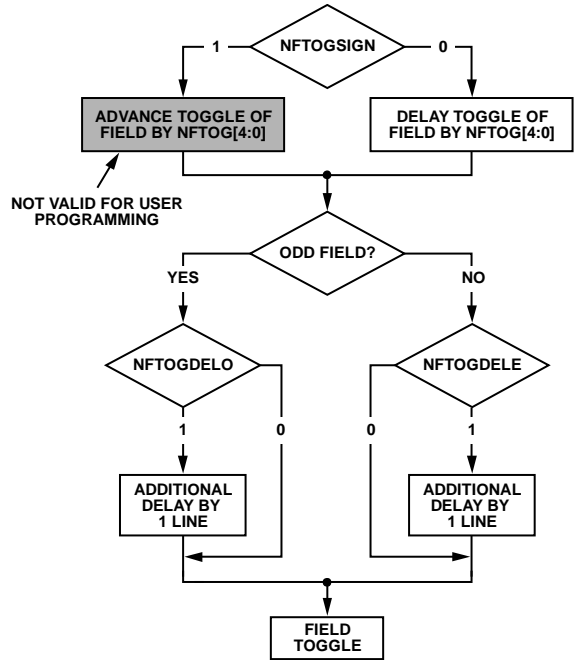 NFTOGSIGN
1
0
ADVANCE TOGGLE OF
FIELD BY NFTOG[4:0]
DELAY TOGGLE OF
FIELD BY NFTOG[4:0]
NOT VALID FOR USER
PROGRAMMING
ODD FIELD?
YES
NO
NFTOGDELO
NFTOGDELE
1
0
0
1
ADDITIONAL
DELAY BY
1 LINE
ADDITIONAL
DELAY BY
1 LINE
FIELD
TOGGLE